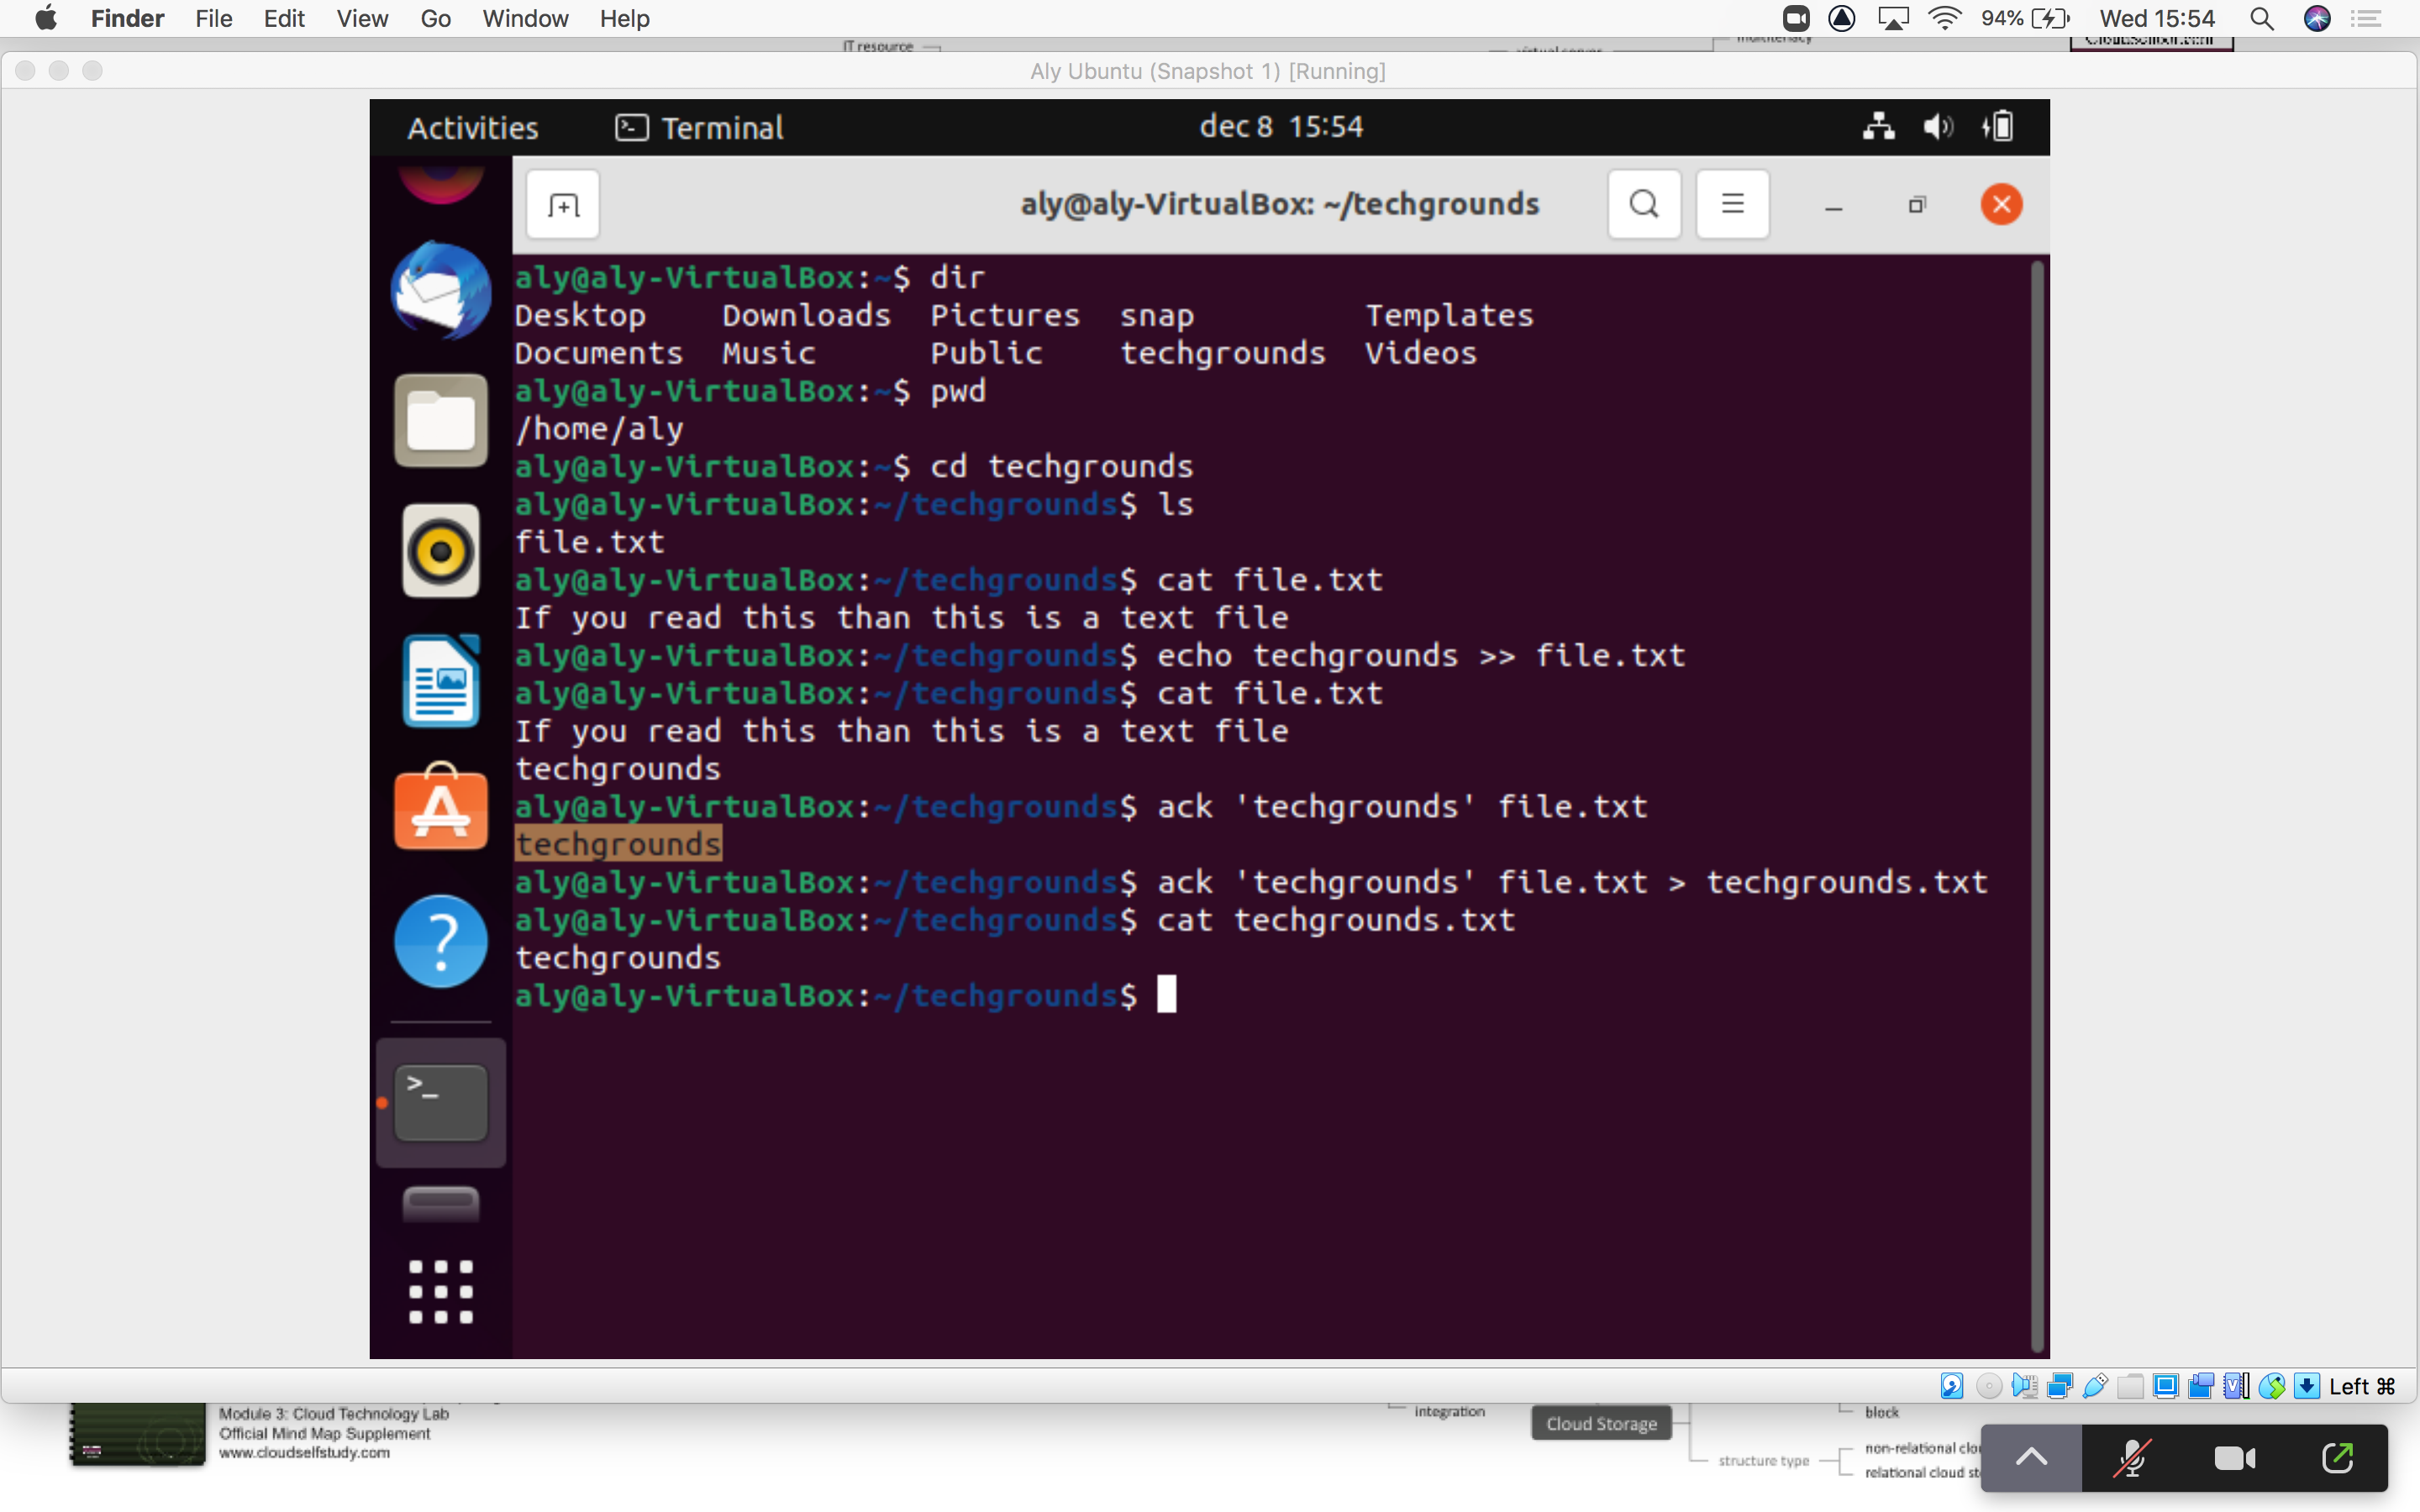 Finder File Edit View Go Window Help 94% Wed 15:54
IT resource
Aly Ubuntu (Snapshot 1) [Running]
Activities Terminal dec 8 15:54
aly@aly-VirtualBox: ~/techgrounds
aly@aly-VirtualBox:~$ dir
Desktop Downloads Pictures snap Templates
Documents Music Public techgrounds Videos
aly@aly-VirtualBox:~$ pwd
/home/aly
aly@aly-VirtualBox:~$ cd techgrounds
aly@aly-VirtualBox:~/techgrounds$ ls
file.txt
aly@aly-VirtualBox:~/techgrounds$ cat file.txt
If you read this than this is a text file
aly@aly-VirtualBox:~/techgrounds$ echo techgrounds >> file.txt
aly@aly-VirtualBox:~/techgrounds$ cat file.txt
If you read this than this is a text file
techgrounds
aly@aly-VirtualBox:~/techgrounds$ ack 'techgrounds' file.txt
techgrounds
aly@aly-VirtualBox:~/techgrounds$ ack 'techgrounds' file.txt > techgrounds.txt
aly@aly-VirtualBox:~/techgrounds$ cat techgrounds.txt
techgrounds
aly@aly-VirtualBox:~/techgrounds$
Left ⌘
Module 3: Cloud Technology Lab
Official Mind Map Supplement
www.cloudselfstudy.com
integration
Cloud Storage
block
structure type
non-relational
relational cloud